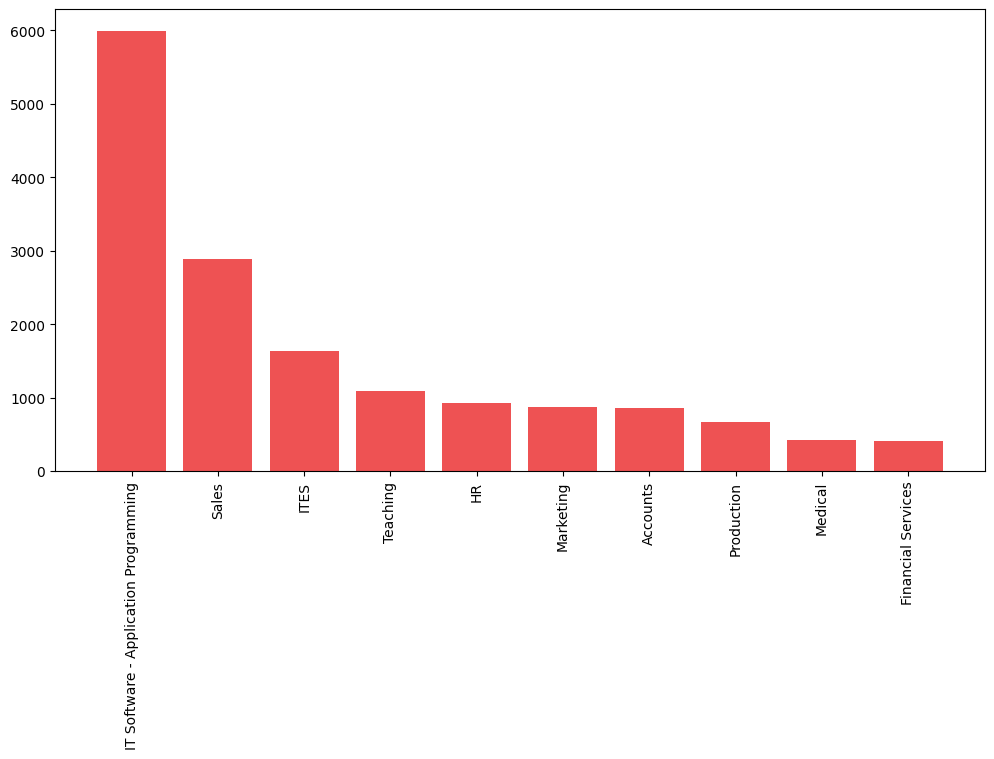 6000
5000
4000
3000
2000
1000
0
IT Software - Application Programming
Sales
ITES
Teaching
HR
Marketing
Accounts
Production
Medical
Financial Services